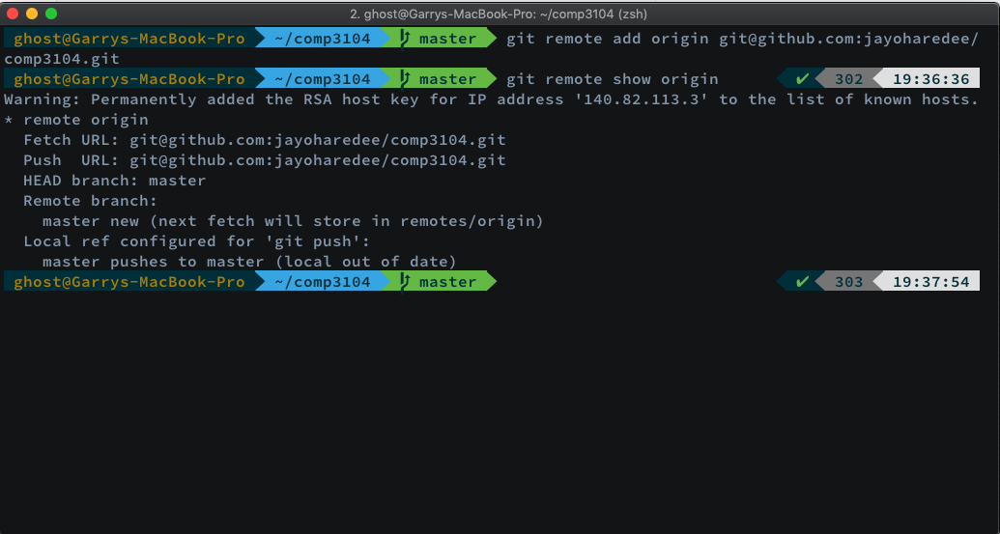 2. ghost@Garrys-MacBook-Pro: ~/comp3104 (zsh)
ghost@Garrys-MacBook-Pro ~/comp3104 master git remote add origin git@github.com:jayoharedee/
comp3104.git
ghost@Garrys-MacBook-Pro ~/comp3104 master git remote show origin ✔ 302 19:36:36
Warning: Permanently added the RSA host key for IP address '140.82.113.3' to the list of known hosts.
* remote origin
  Fetch URL: git@github.com:jayoharedee/comp3104.git
  Push  URL: git@github.com:jayoharedee/comp3104.git
  HEAD branch: master
  Remote branch:
    master new (next fetch will store in remotes/origin)
  Local ref configured for 'git push':
    master pushes to master (local out of date)
ghost@Garrys-MacBook-Pro ~/comp3104 master ✔ 303 19:37:54